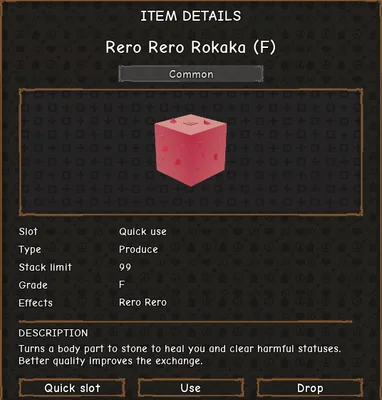 ITEM DETAILS
Rero Rero Rokaka (F)
Common
Slot Quick use
Type Produce
Stack limit 99
Grade F
Effects Rero Rero
DESCRIPTION
Turns a body part to stone to heal you and clear harmful statuses.
Better quality improves the exchange.
Quick slot Use Drop